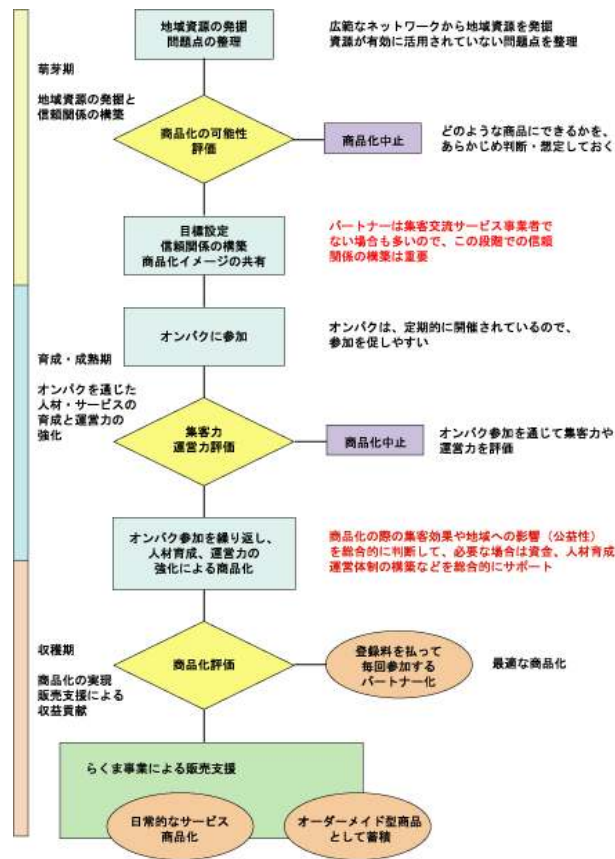 地域資源の発掘
問題点の整理
広範なネットワークから地域資源を発掘
資源が有効に活用されていない問題点を整理
萌芽期
地域資源の発掘と
信頼関係の構築
商品化の可能性
評価
商品化中止
どのような商品にできるかを、
あらかじめ判断・想定しておく
目標設定
信頼関係の構築
商品化イメージの共有
パートナーは集客交流サービス事業者で
ない場合も多いので、この段階での信頼
関係の構築は重要
オンパクに参加
オンパクは、定期的に開催されているので、
参加を促しやすい
育成・成熟期
オンパクを通じた
人材・サービスの
育成と運営力の
強化
集客力
運営力評価
商品化中止
オンパク参加を通じて集客力や
運営力を評価
オンパク参加を繰り返し、
人材育成、運営力の
強化による商品化
商品化の際の集客効果や地域への影響（公益性）
を総合的に判断して、必要な場合は資金、人材育成
運営体制の構築などを総合的にサポート
収穫期
商品化の実現
販売支援による
収益貢献
商品化評価
登録料を払って
毎回参加する
パートナー化
最適な商品化
らくま事業による販売支援
日常的なサービス
商品化
オーダーメイド型商品
として蓄積